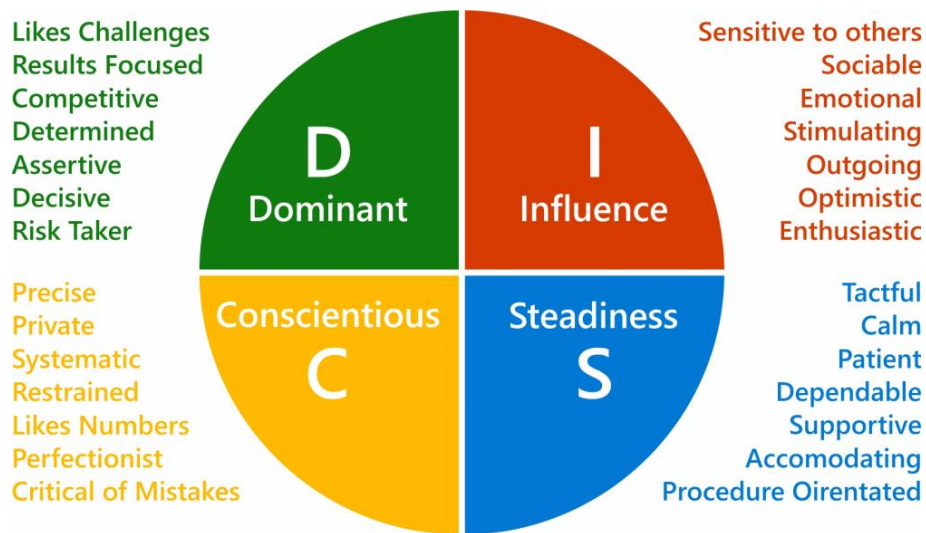 Likes Challenges
Results Focused
Competitive
Determined
Assertive
Decisive
Risk Taker
D
Dominant
I
Influence
Sensitive to others
Sociable
Emotional
Stimulating
Outgoing
Optimistic
Enthusiastic
Precise
Private
Systematic
Restrained
Likes Numbers
Perfectionist
Critical of Mistakes
Conscientious
C
Steadiness
S
Tactful
Calm
Patient
Dependable
Supportive
Accomodating
Procedure Oirentated